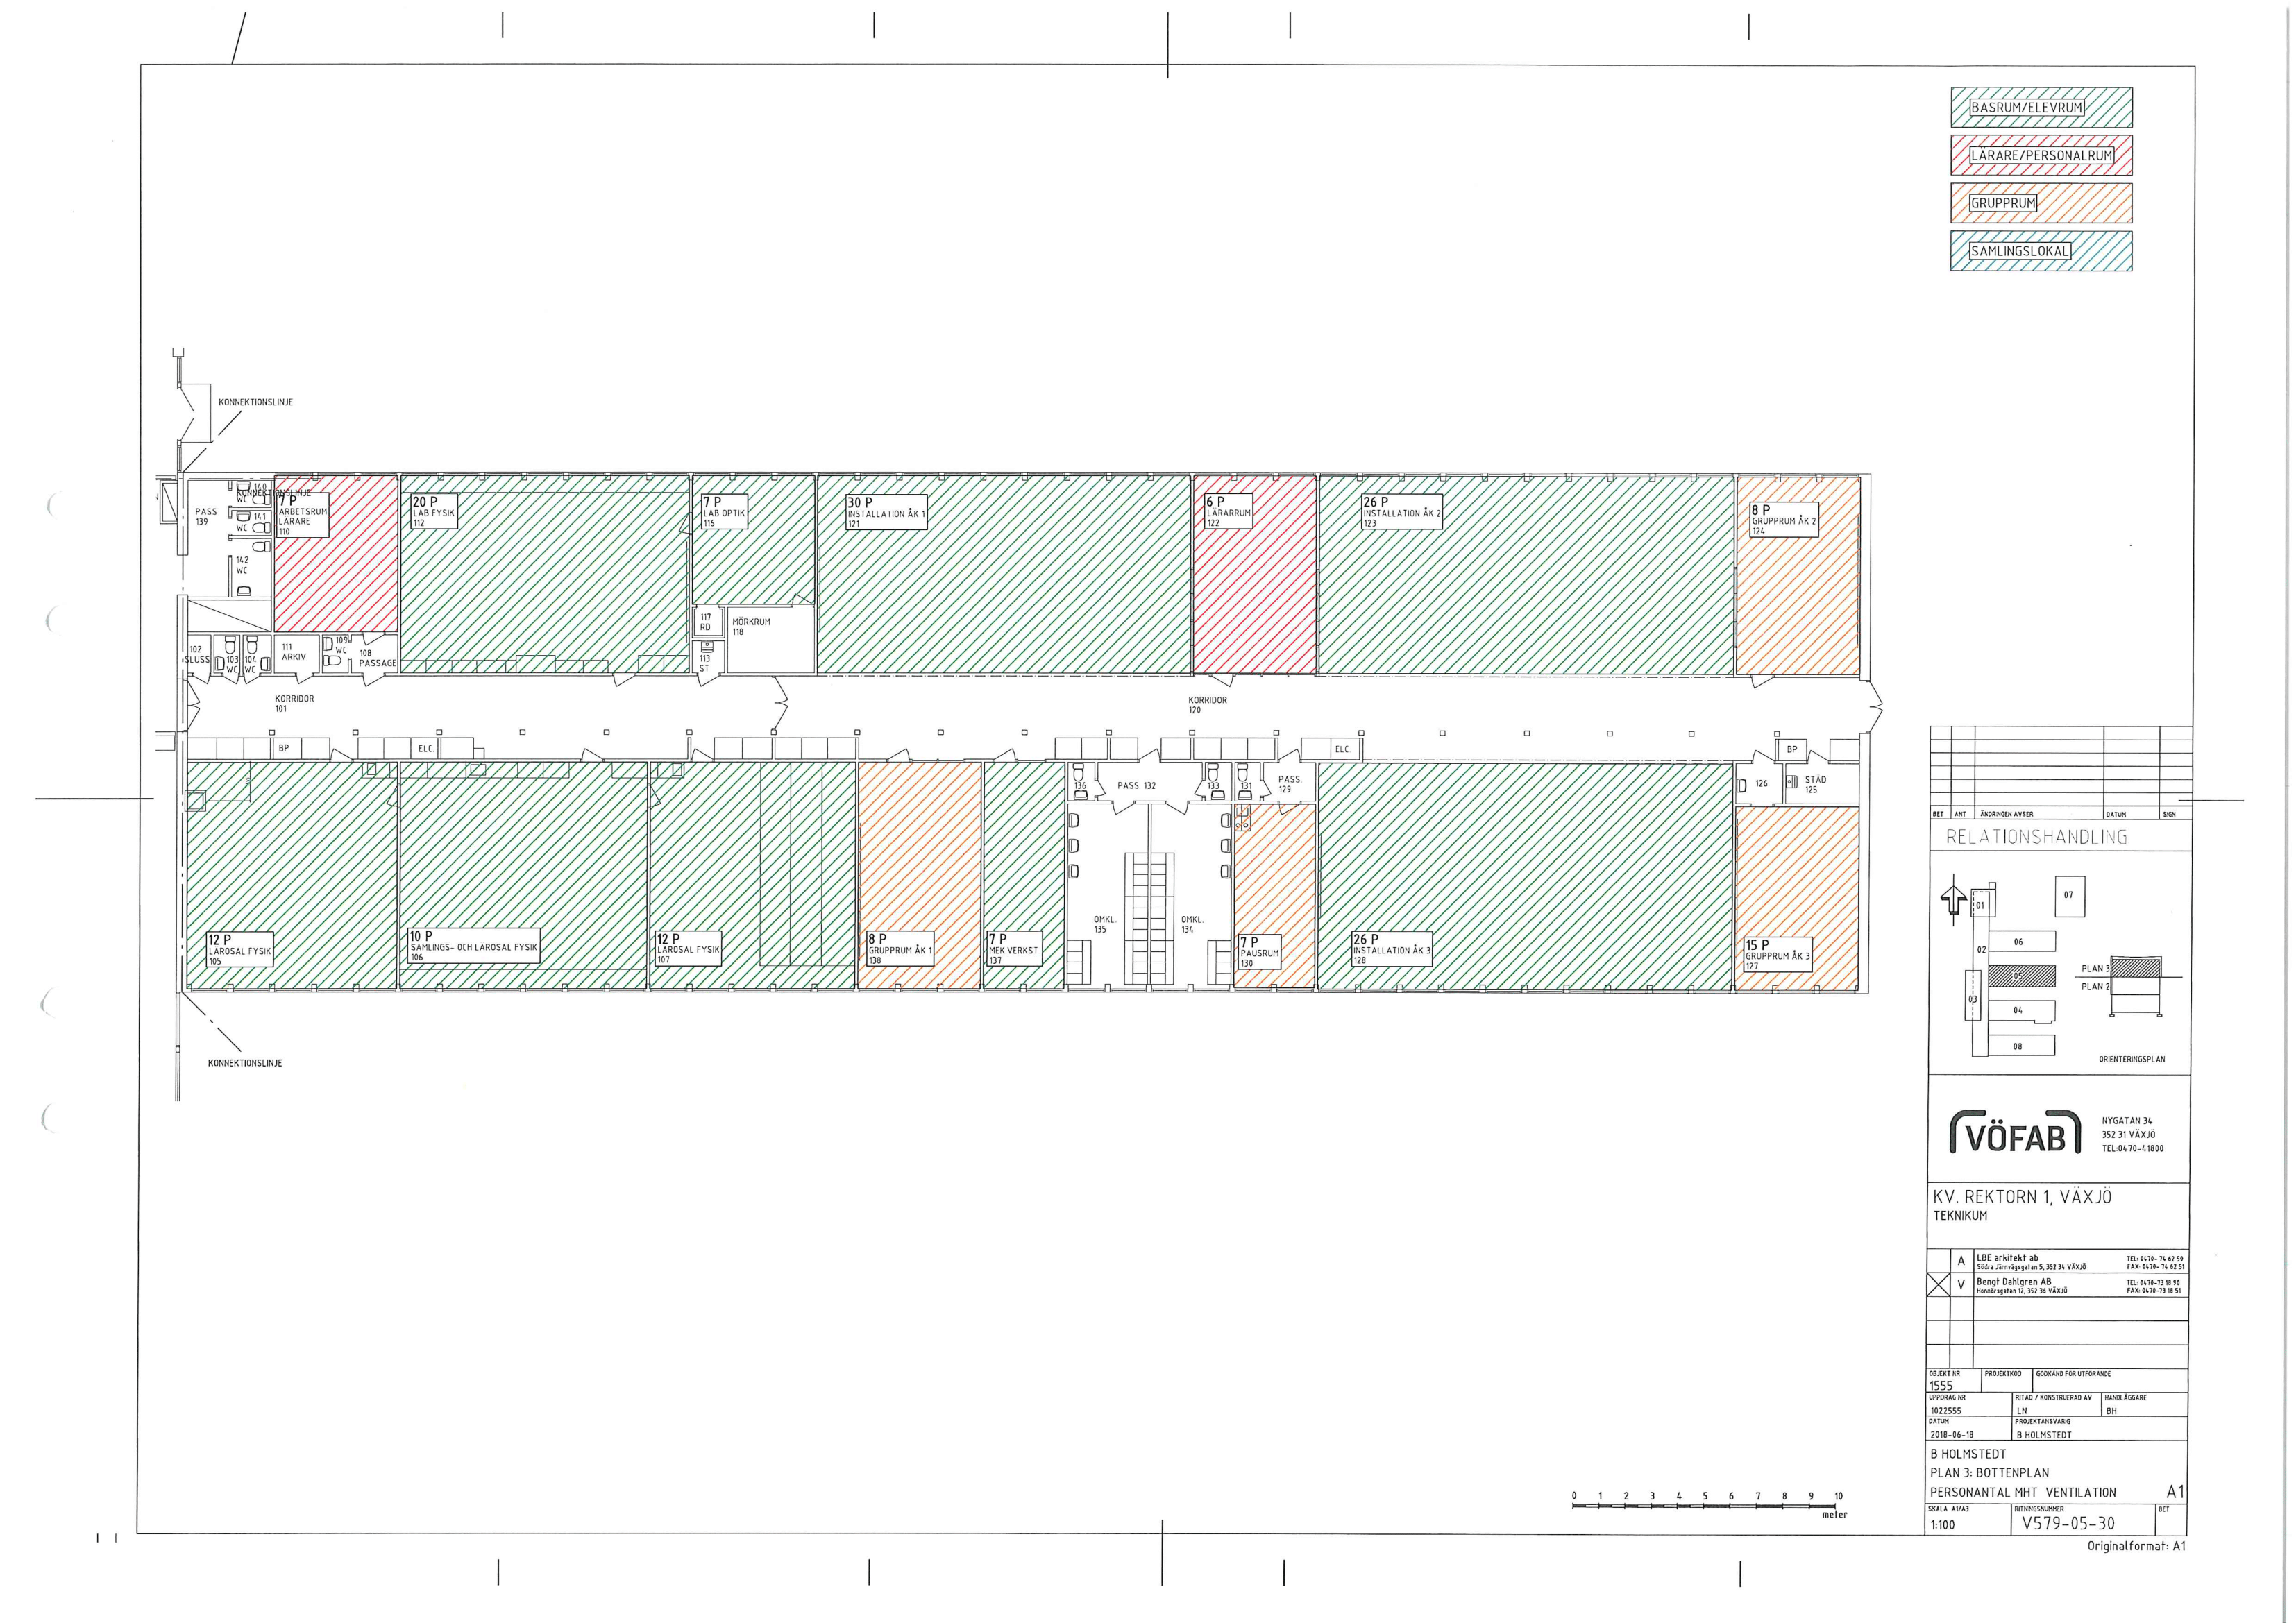 BASRUM/ELEVRUM
LÄRARE/PERSONALRUM
GRUPPRUM
SAMLINGSLOKAL
KONNEKTIONSLINJE
KONNEKTIONSLINJE
PASS
139
140
WC
141
WC
142
WC
7 P
ARBETSRUM
LÄRARE
110
20 P
LAB FYSIK
112
7 P
LAB OPTIK
116
30 P
INSTALLATION ÅK 1
121
6 P
LÄRARRUM
122
26 P
INSTALLATION ÅK 2
123
8 P
GRUPPRUM ÅK 2
124
102
SLUSS
103
WC
104
WC
111
ARKIV
109
WC
108
PASSAGE
117
RD
113
ST
MÖRKRUM
118
KORRIDOR
101
KORRIDOR
120
BP
ELC.
ELC
BP
136
PASS. 132
133
131
PASS.
129
126
STÄD
125
12 P
LÄROSAL FYSIK
105
10 P
SAMLINGS- OCH LÄROSAL FYSIK
106
12 P
LÄROSAL FYSIK
107
8 P
GRUPPRUM ÅK 1
138
7 P
MEK VERKST
137
OMKL.
135
OMKL.
134
7 P
PAUSRUM
130
26 P
INSTALLATION ÅK 3
128
15 P
GRUPPRUM ÅK 3
127
KONNEKTIONSLINJE
BET ANT ÄNDRINGEN AVSER DATUM SIGN
RELATIONSHANDLING
01
07
02
06
05
03
04
08
PLAN 3
PLAN 2
ORIENTERINGSPLAN
VÖFAB
NYGATAN 34
352 31 VÄXJÖ
TEL:0470-41800
KV. REKTORN 1, VÄXJÖ
TEKNIKUM
A LBE arkitekt ab TEL: 0470- 74 62 50
Södra Järnvägsgatan 5, 352 34 VÄXJÖ FAX: 0470- 74 62 51
V Bengt Dahlgren AB TEL: 0470-73 18 90
Honnörsgatan 12, 352 36 VÄXJÖ FAX: 0470-73 18 51
OBJEKT NR PROJEKTKOD GODKÄND FÖR UTFÖRANDE
1555
UPPDRAG NR RITAD / KONSTRUERAD AV HANDLÄGGARE
1022555 LN BH
DATUM PROJEKTANSVARIG
2018-06-18 B HOLMSTEDT
B HOLMSTEDT
PLAN 3: BOTTENPLAN
PERSONANTAL MHT VENTILATION A1
SKALA A1/A3 RITNINGSNUMMER BET
1:100 V579-05-30
Originalformat: A1
0 1 2 3 4 5 6 7 8 9 10
meter